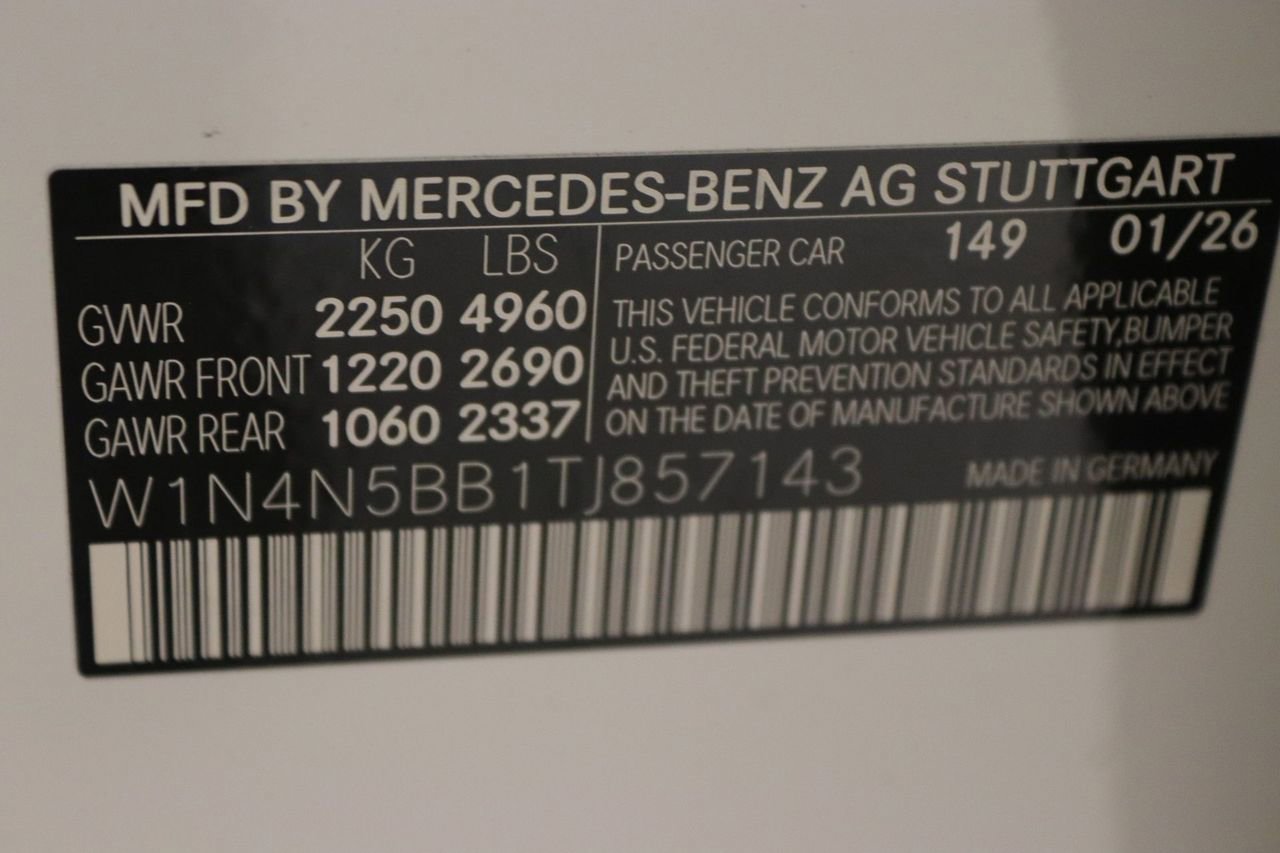 MFD BY MERCEDES-BENZ AG STUTTGART
KG LBS
GVWR 2250 4960
GAWR FRONT 1220 2690
GAWR REAR 1060 2337
PASSENGER CAR 149 01/26
THIS VEHICLE CONFORMS TO ALL APPLICABLE
U.S. FEDERAL MOTOR VEHICLE SAFETY,BUMPER
AND THEFT PREVENTION STANDARDS IN EFFECT
ON THE DATE OF MANUFACTURE SHOWN ABOVE
W1N4N5BB1TJ857143
MADE IN GERMANY